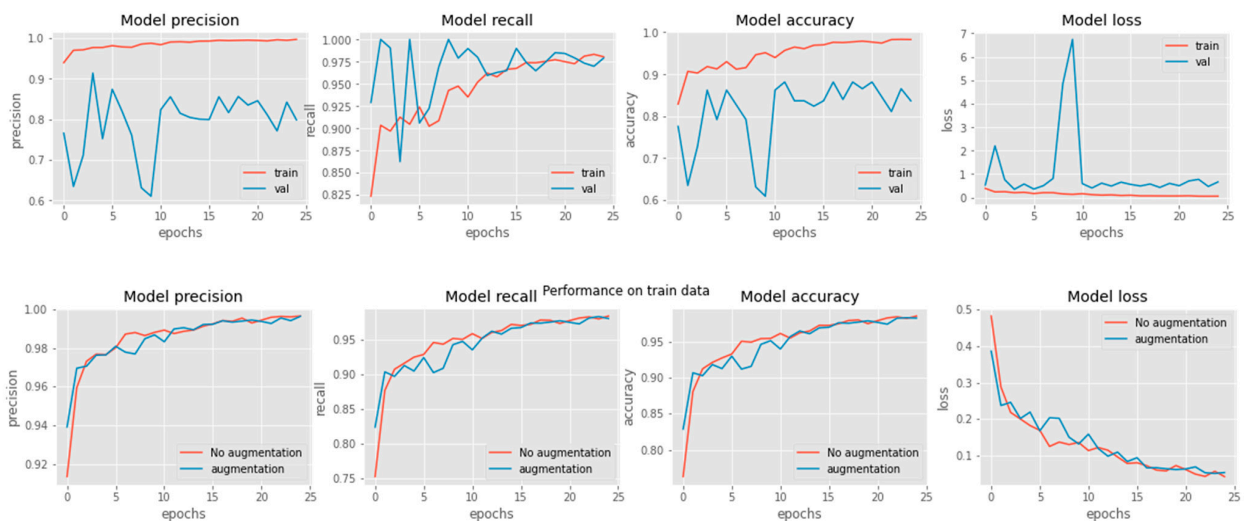 Model precision
Model recall
Model accuracy
Model loss
precision
1.0
0.9
0.8
0.7
0.6
train
val
0 5 10 15 20 25
epochs
recall
1.000
0.975
0.950
0.925
0.900
0.875
0.850
0.825
train
val
0 5 10 15 20 25
epochs
accuracy
1.0
0.9
0.8
0.7
0.6
train
val
0 5 10 15 20 25
epochs
loss
7
6
5
4
3
2
1
0
train
val
0 5 10 15 20 25
epochs
Performance on train data
Model precision
Model recall
Model accuracy
Model loss
precision
1.00
0.98
0.96
0.94
0.92
No augmentation
augmentation
0 5 10 15 20 25
epochs
recall
0.95
0.90
0.85
0.80
0.75
No augmentation
augmentation
0 5 10 15 20 25
epochs
accuracy
0.95
0.90
0.85
0.80
No augmentation
augmentation
0 5 10 15 20 25
epochs
loss
0.5
0.4
0.3
0.2
0.1
No augmentation
augmentation
0 5 10 15 20 25
epochs